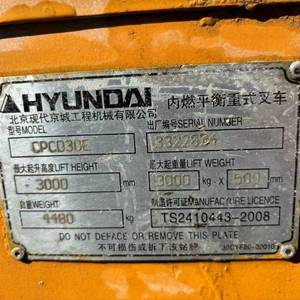 HYUNDAI 内燃平衡重式叉车
北京现代京城工程机械有限公司
型号MODEL 出厂编号SERIAL NUMBER
CPCD30E
最大起升高度LIFT HEIGHT 最大起重量LIFT WEIGHT
3000 mm 3000 kg × 500 mm
自重WEIGHT 制造许可证MANUFACTURE LICENCE
4480 kg TS2410443-2008
DO NOT DEFACE OR REMOVE THIS PLATE
不可损伤或拆了该铭牌